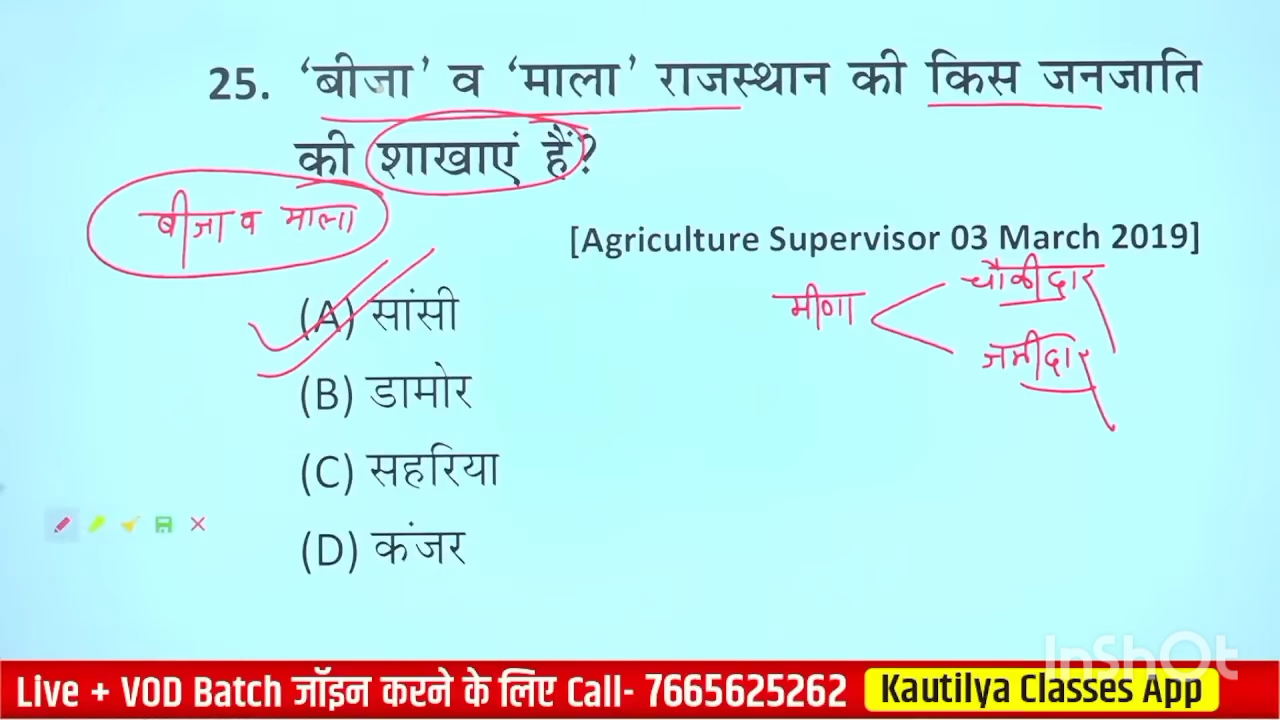 25. ‘बीजा’ व ‘माला’ राजस्थान की किस जनजाति
की शाखाएं हैं?
बीजा व माला
[Agriculture Supervisor 03 March 2019]
मीणा
चौकीदार
जमीदार
(A) सांसी
(B) डामोर
(C) सहरिया
(D) कंजर
InShOt
Live + VOD Batch जॉइन करने के लिए Call- 7665625262 Kautilya Classes App